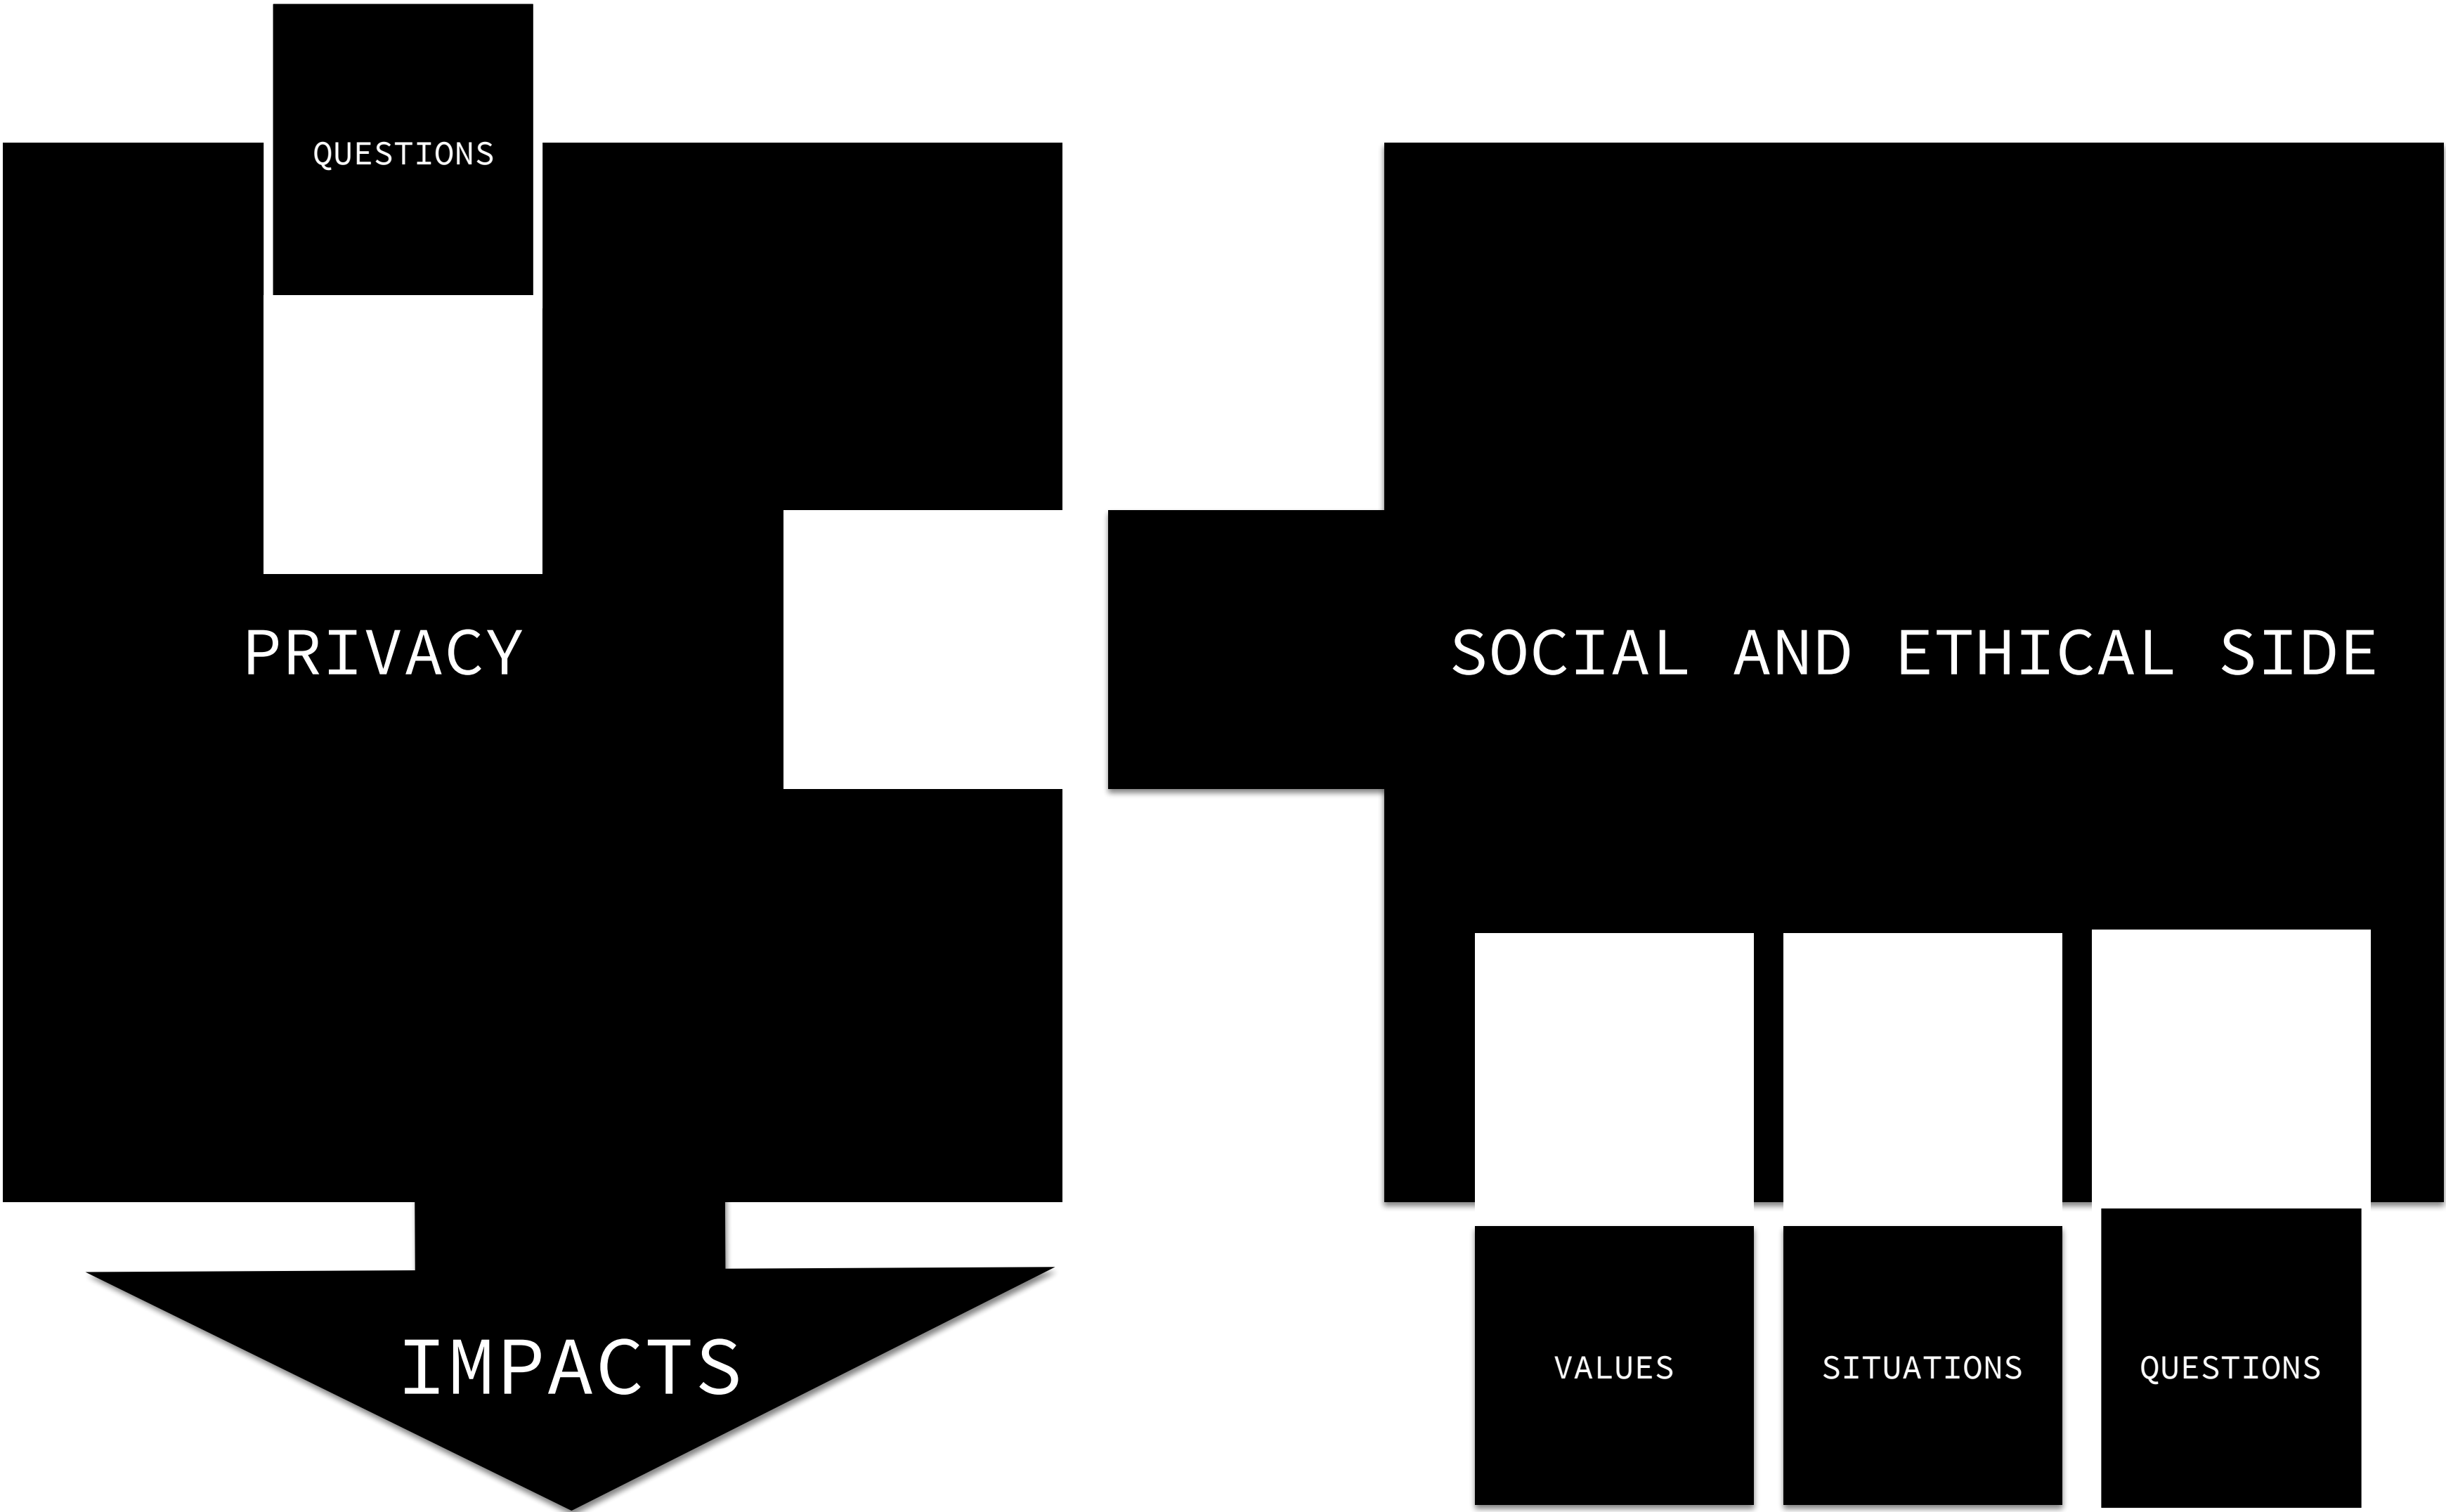 QUESTIONS
PRIVACY
SOCIAL AND ETHICAL SIDE
IMPACTS
VALUES
SITUATIONS
QUESTIONS